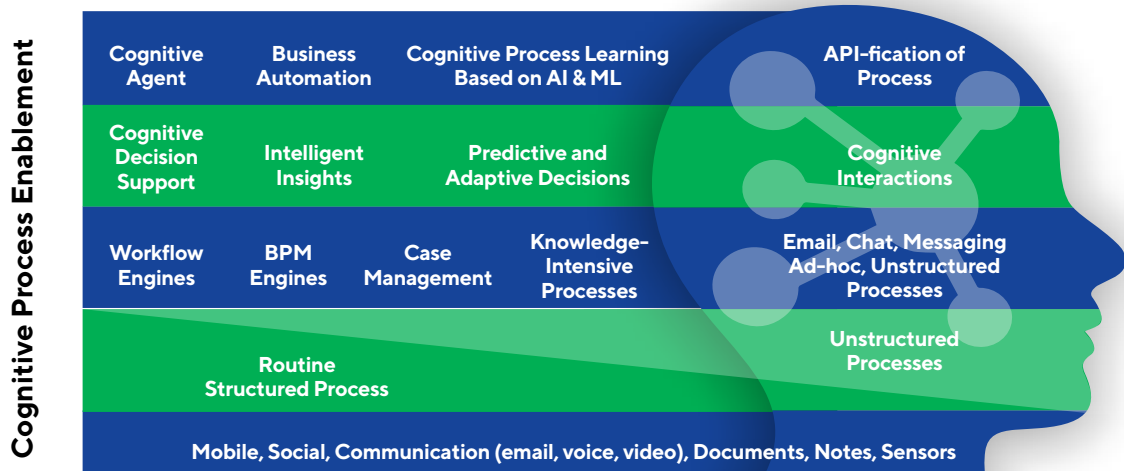 Cognitive Process Enablement
Cognitive
Agent
Business
Automation
Cognitive Process Learning
Based on AI & ML
API-fication of
Process
Cognitive
Decision
Support
Intelligent
Insights
Predictive and
Adaptive Decisions
Cognitive
Interactions
Workflow
Engines
BPM
Engines
Case
Management
Knowledge-
Intensive
Processes
Email, Chat, Messaging
Ad-hoc, Unstructured
Processes
Routine
Structured Process
Unstructured
Processes
Mobile, Social, Communication (email, voice, video), Documents, Notes, Sensors